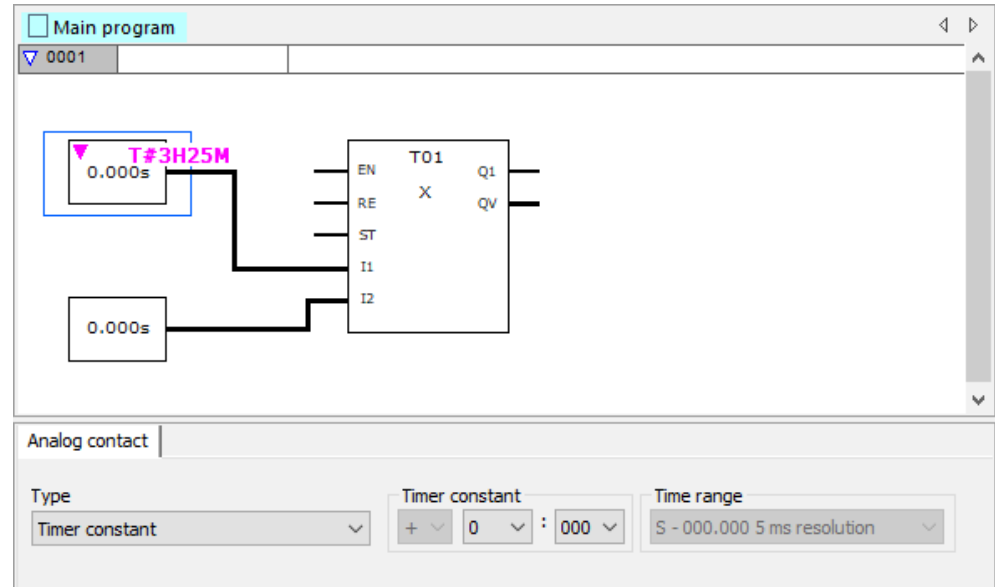 Main program
0001
T#3H25M
0.000s
T01
X
EN
RE
ST
I1
I2
Q1
QV
0.000s
Analog contact
Type
Timer constant
Timer constant
+ 0 : 000
Time range
S - 000.000 5 ms resolution